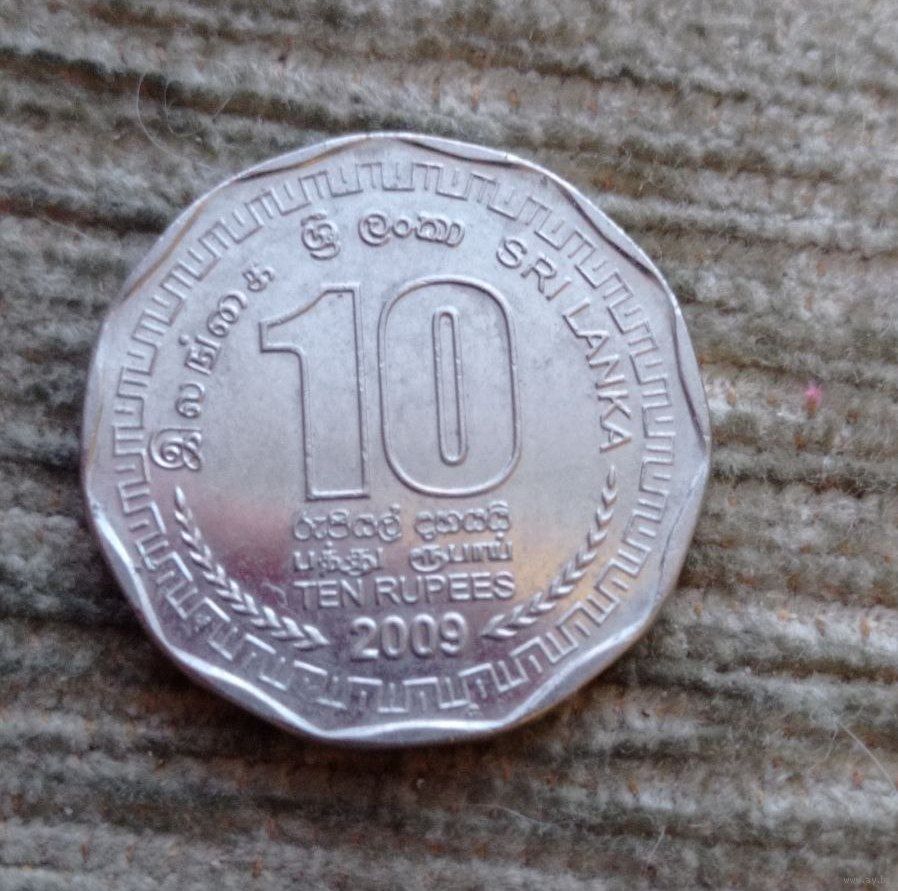 ශ්‍රී ලංකා
இலங்கை
SRI LANKA
10
රුපියල් දහයයි
பத்து ரூபாய்
TEN RUPEES
2009